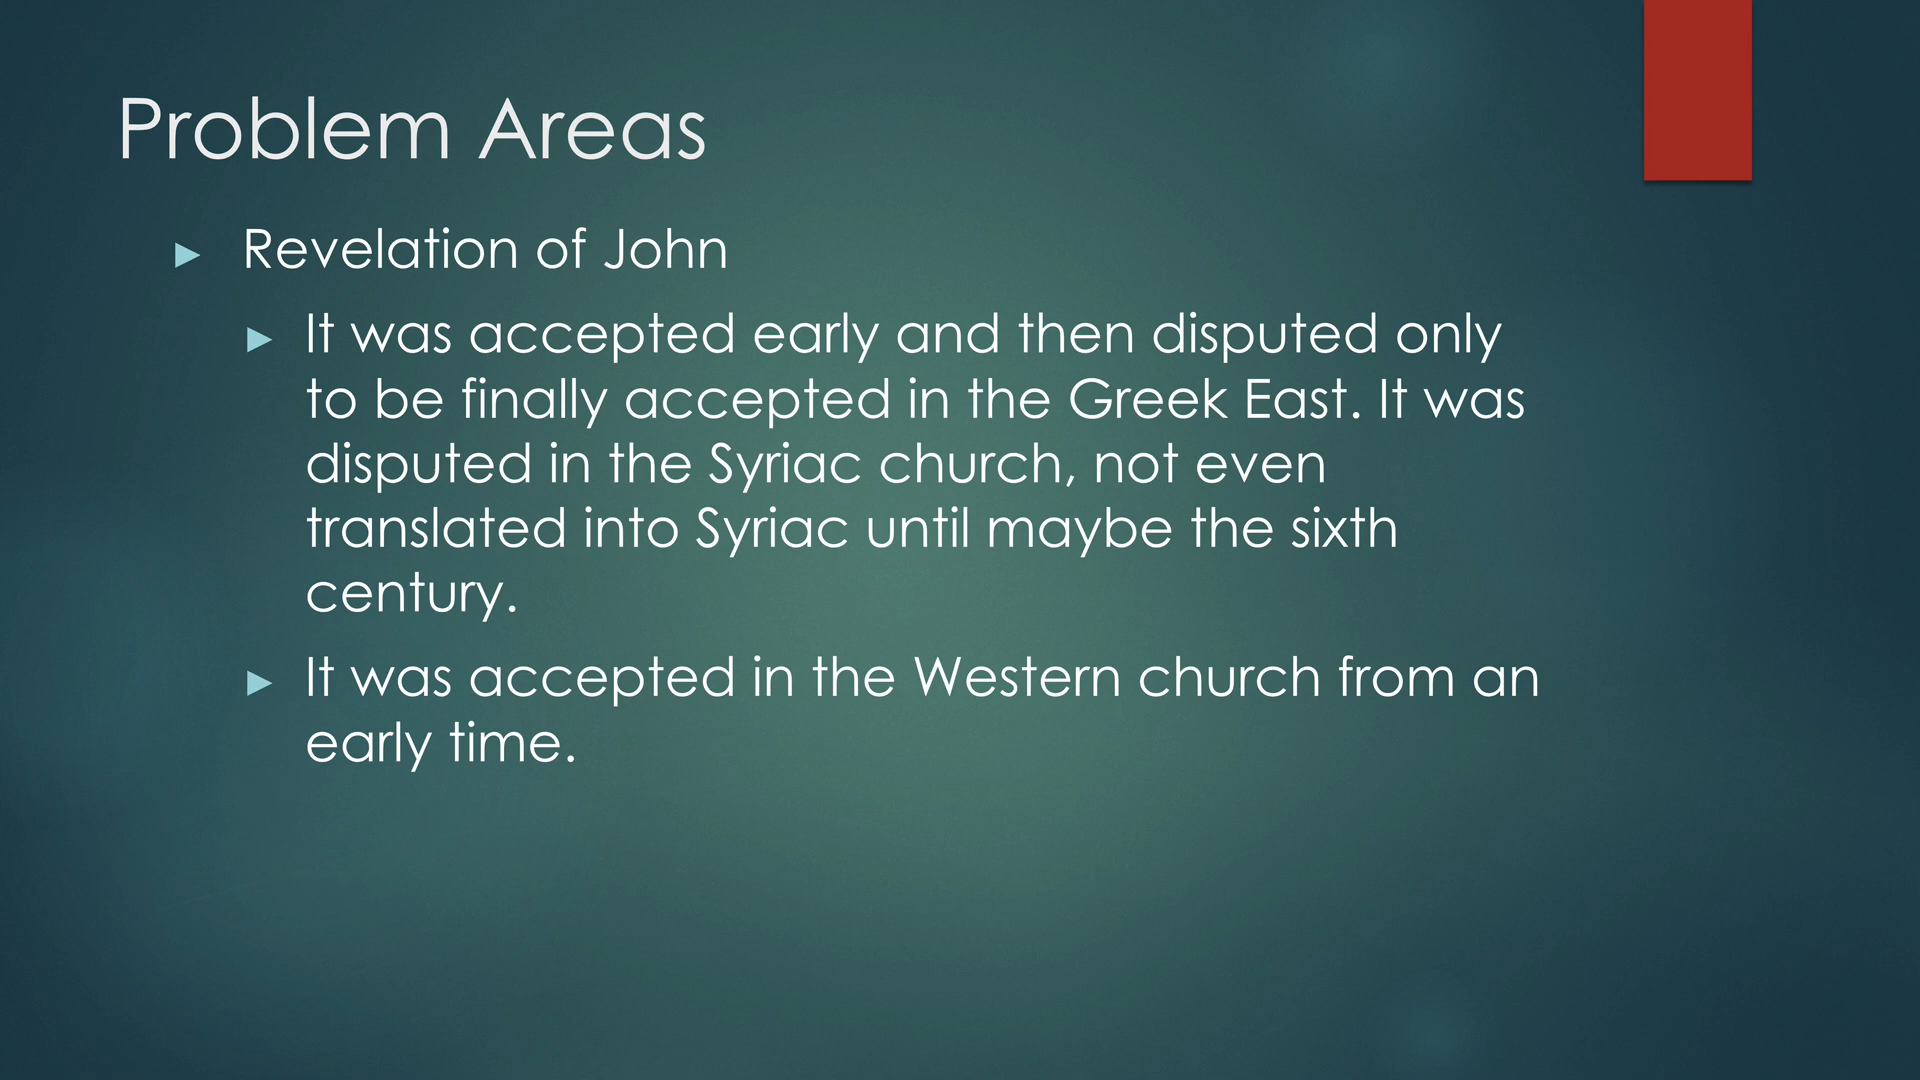 Problem Areas
Revelation of John
It was accepted early and then disputed only
to be finally accepted in the Greek East. It was
disputed in the Syriac church, not even
translated into Syriac until maybe the sixth
century.
It was accepted in the Western church from an
early time.